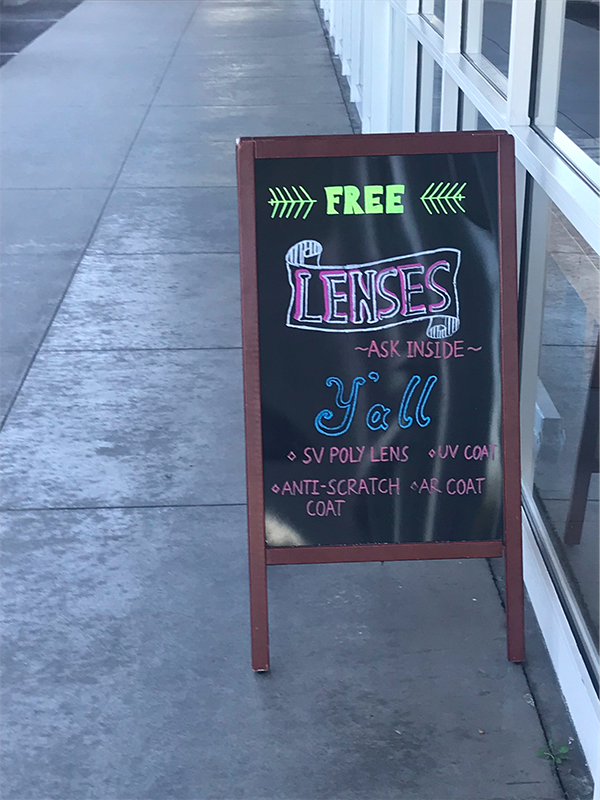 FREE
LENSES
~ASK INSIDE~
Y'all
⋄ SV POLY LENS ⋄ UV COAT
⋄ ANTI-SCRATCH ⋄ AR COAT
COAT